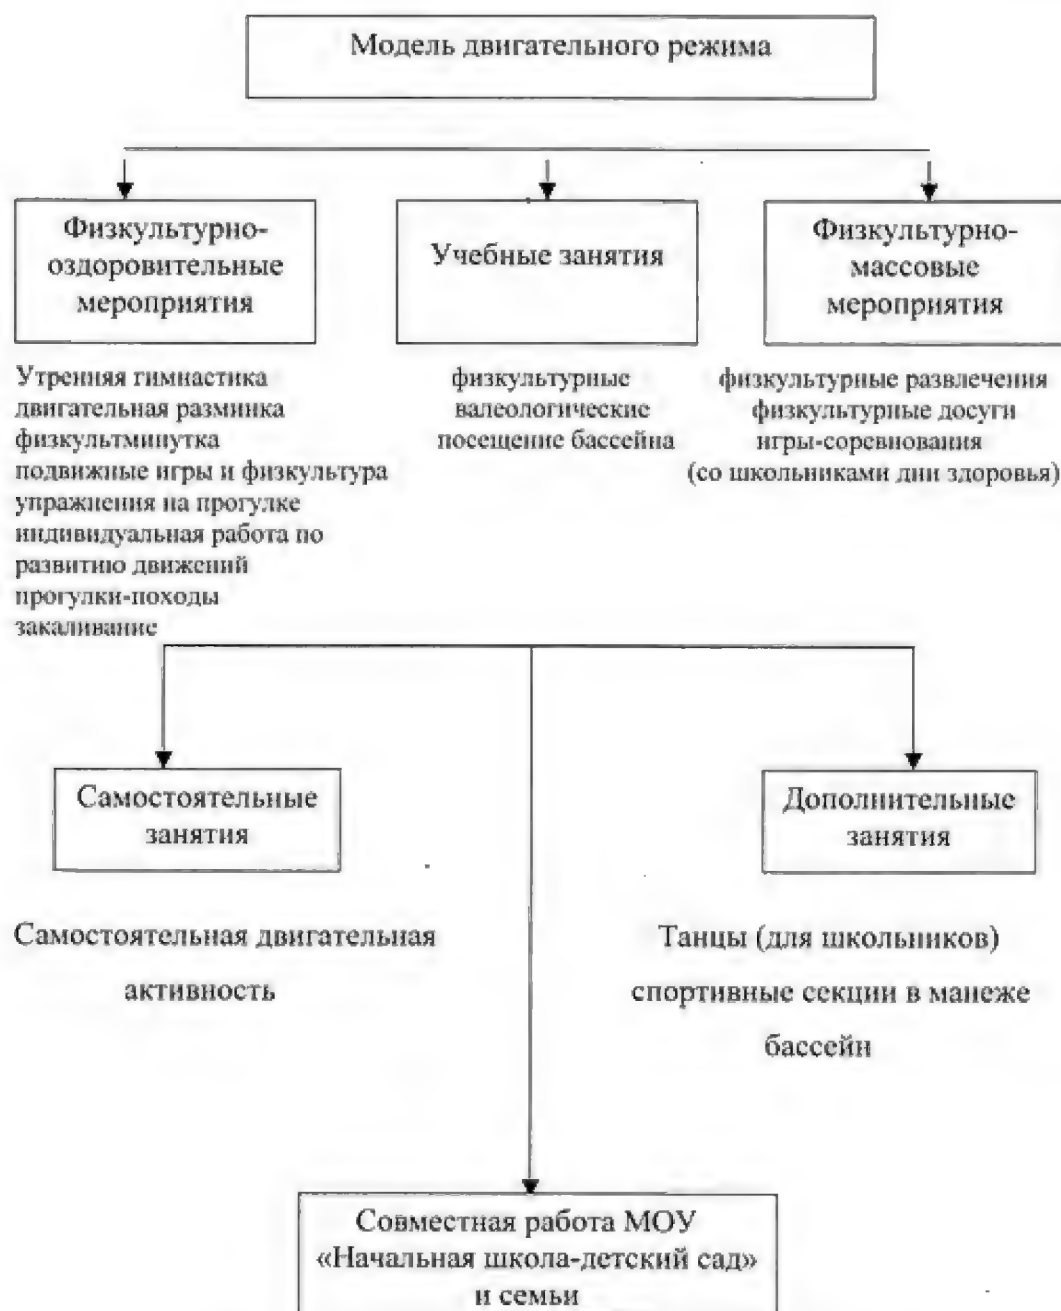 Модель двигательного режима
Физкультурно-
оздоровительные
мероприятия
Учебные занятия
Физкультурно-
массовые
мероприятия
Утренняя гимнастика
двигательная разминка
физкультминутка
подвижные игры и физкультура
упражнения на прогулке
индивидуальная работа по
развитию движений
прогулки-походы
закаливание
физкультурные
валеологические
посещение бассейна
физкультурные развлечения
физкультурные досуги
игры-соревнования
(со школьниками дни здоровья)
Самостоятельные
занятия
Дополнительные
занятия
Самостоятельная двигательная
активность
Танцы (для школьников)
спортивные секции в манеже
бассейн
Совместная работа МОУ
«Начальная школа-детский сад»
и семьи